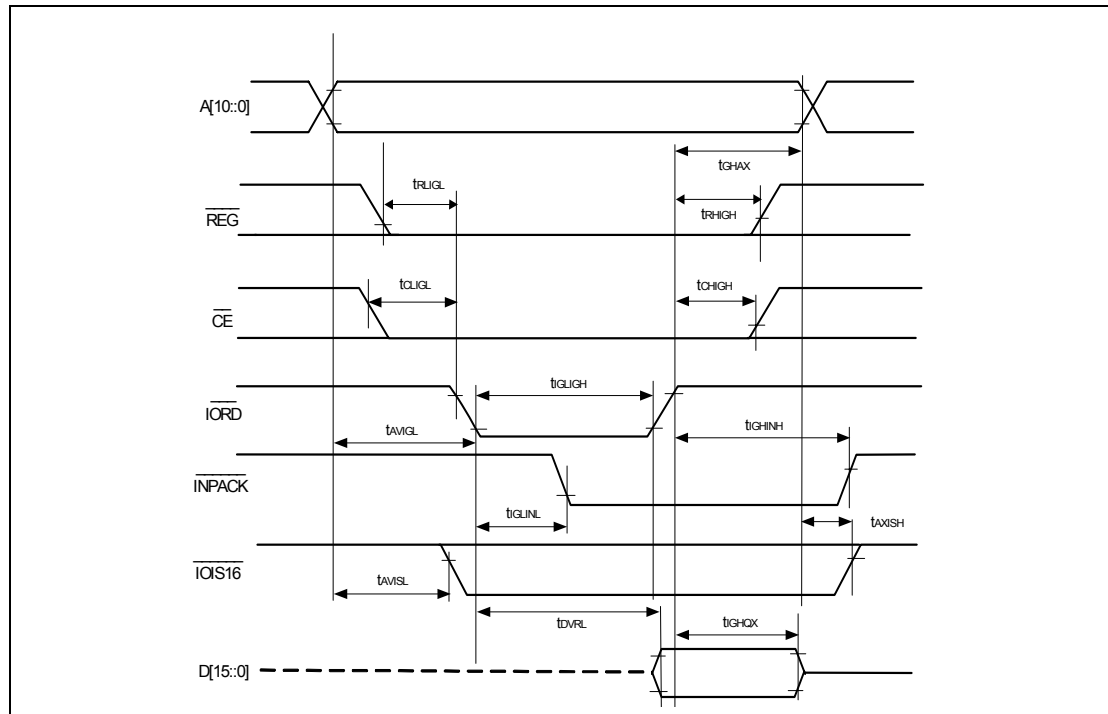 A[10::0]
tGHAX
tRLIGL
REG
tRHIGH
tCLIGL
tCHIGH
CE
tIGLIGH
IORD
tAVIGL
tIGHINH
INPACK
tIGLINL
tAXISH
IOIS16
tAVISL
tDVRL
tIGHQX
D[15::0]